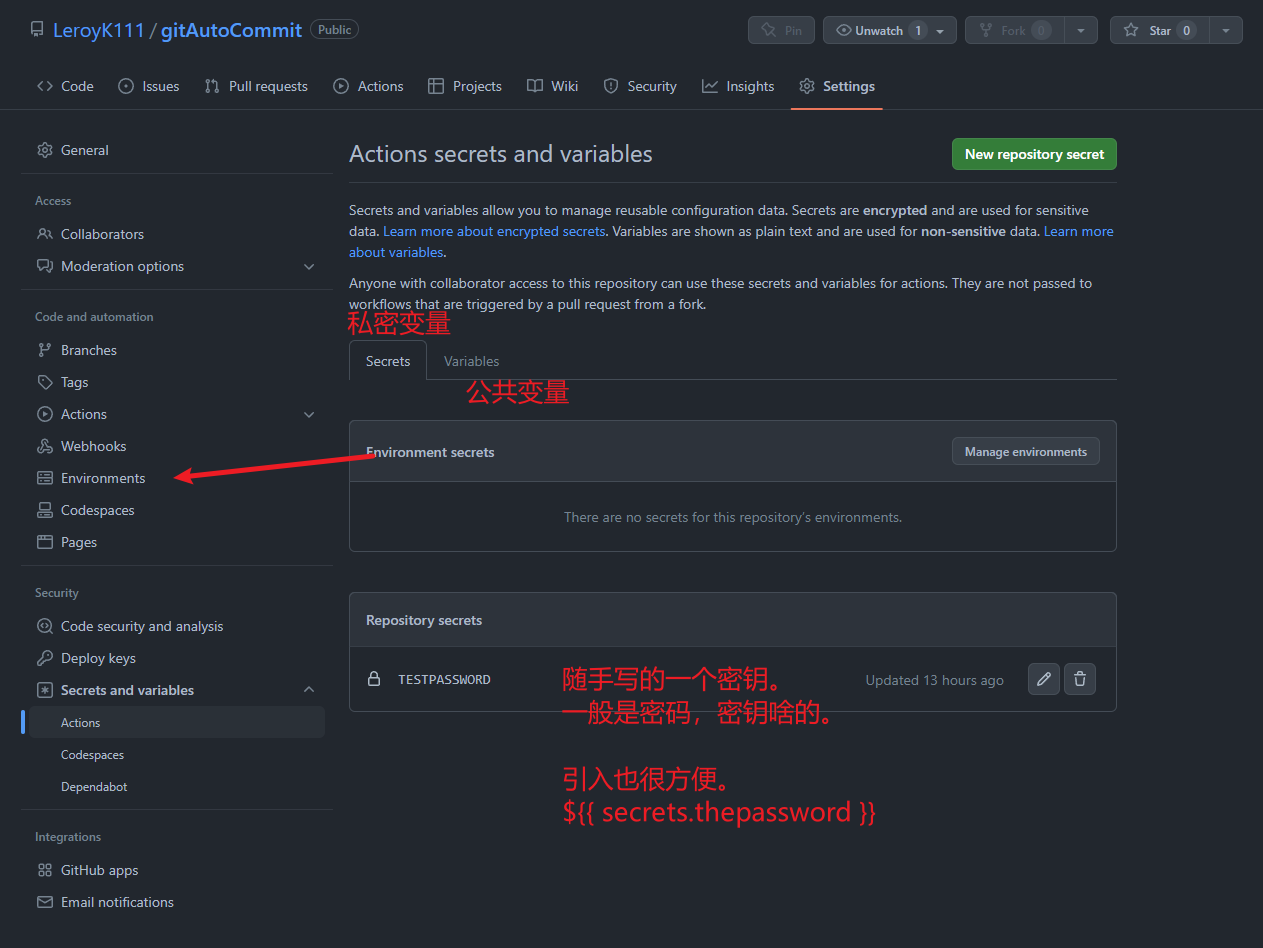 LeroyK111 / gitAutoCommit Public
Pin
Unwatch 1
Fork 0
Star 0
Code
Issues
Pull requests
Actions
Projects
Wiki
Security
Insights
Settings
General
Access
Collaborators
Moderation options
Code and automation
Branches
Tags
Actions
Webhooks
Environments
Codespaces
Pages
Security
Code security and analysis
Deploy keys
Secrets and variables
Actions
Codespaces
Dependabot
Integrations
GitHub apps
Email notifications
Actions secrets and variables
New repository secret
Secrets and variables allow you to manage reusable configuration data. Secrets are encrypted and are used for sensitive
data. Learn more about encrypted secrets. Variables are shown as plain text and are used for non-sensitive data. Learn more
about variables.
Anyone with collaborator access to this repository can use these secrets and variables for actions. They are not passed to
workflows that are triggered by a pull request from a fork.
私密变量
Secrets
Variables
公共变量
Environment secrets
Manage environments
There are no secrets for this repository's environments.
Repository secrets
TESTPASSWORD
Updated 13 hours ago
随手写的一个密钥。
一般是密码，密钥啥的。
引入也很方便。
${{ secrets.thepassword }}